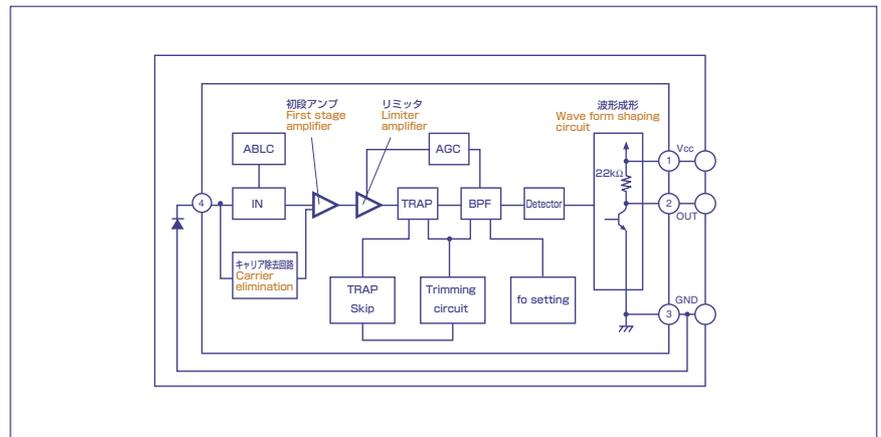 初段アンプ
First stage
amplifier
リミッタ
Limiter
amplifier
波形成形
Wave form shaping
circuit
ABLC
AGC
Vcc
1
22kΩ
4
IN
TRAP
BPF
Detector
2
OUT
キャリア除去回路
Carrier
elimination
TRAP
Skip
Trimming
circuit
fo setting
GND
3